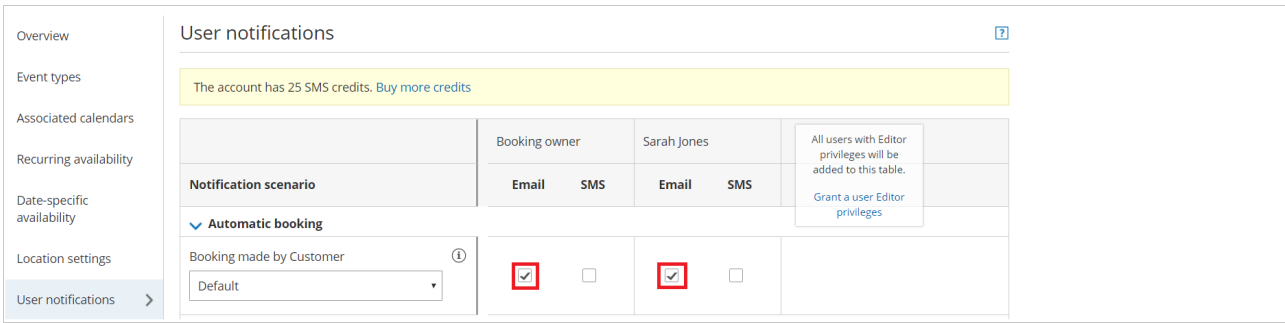 Overview
Event types
Associated calendars
Recurring availability
Date-specific
availability
Location settings
User notifications
User notifications
?
The account has 25 SMS credits. Buy more credits
Booking owner
Sarah Jones
All users with Editor
privileges will be
added to this table.
Grant a user Editor
privileges
Notification scenario
Email
SMS
Email
SMS
Automatic booking
Booking made by Customer
i
Default